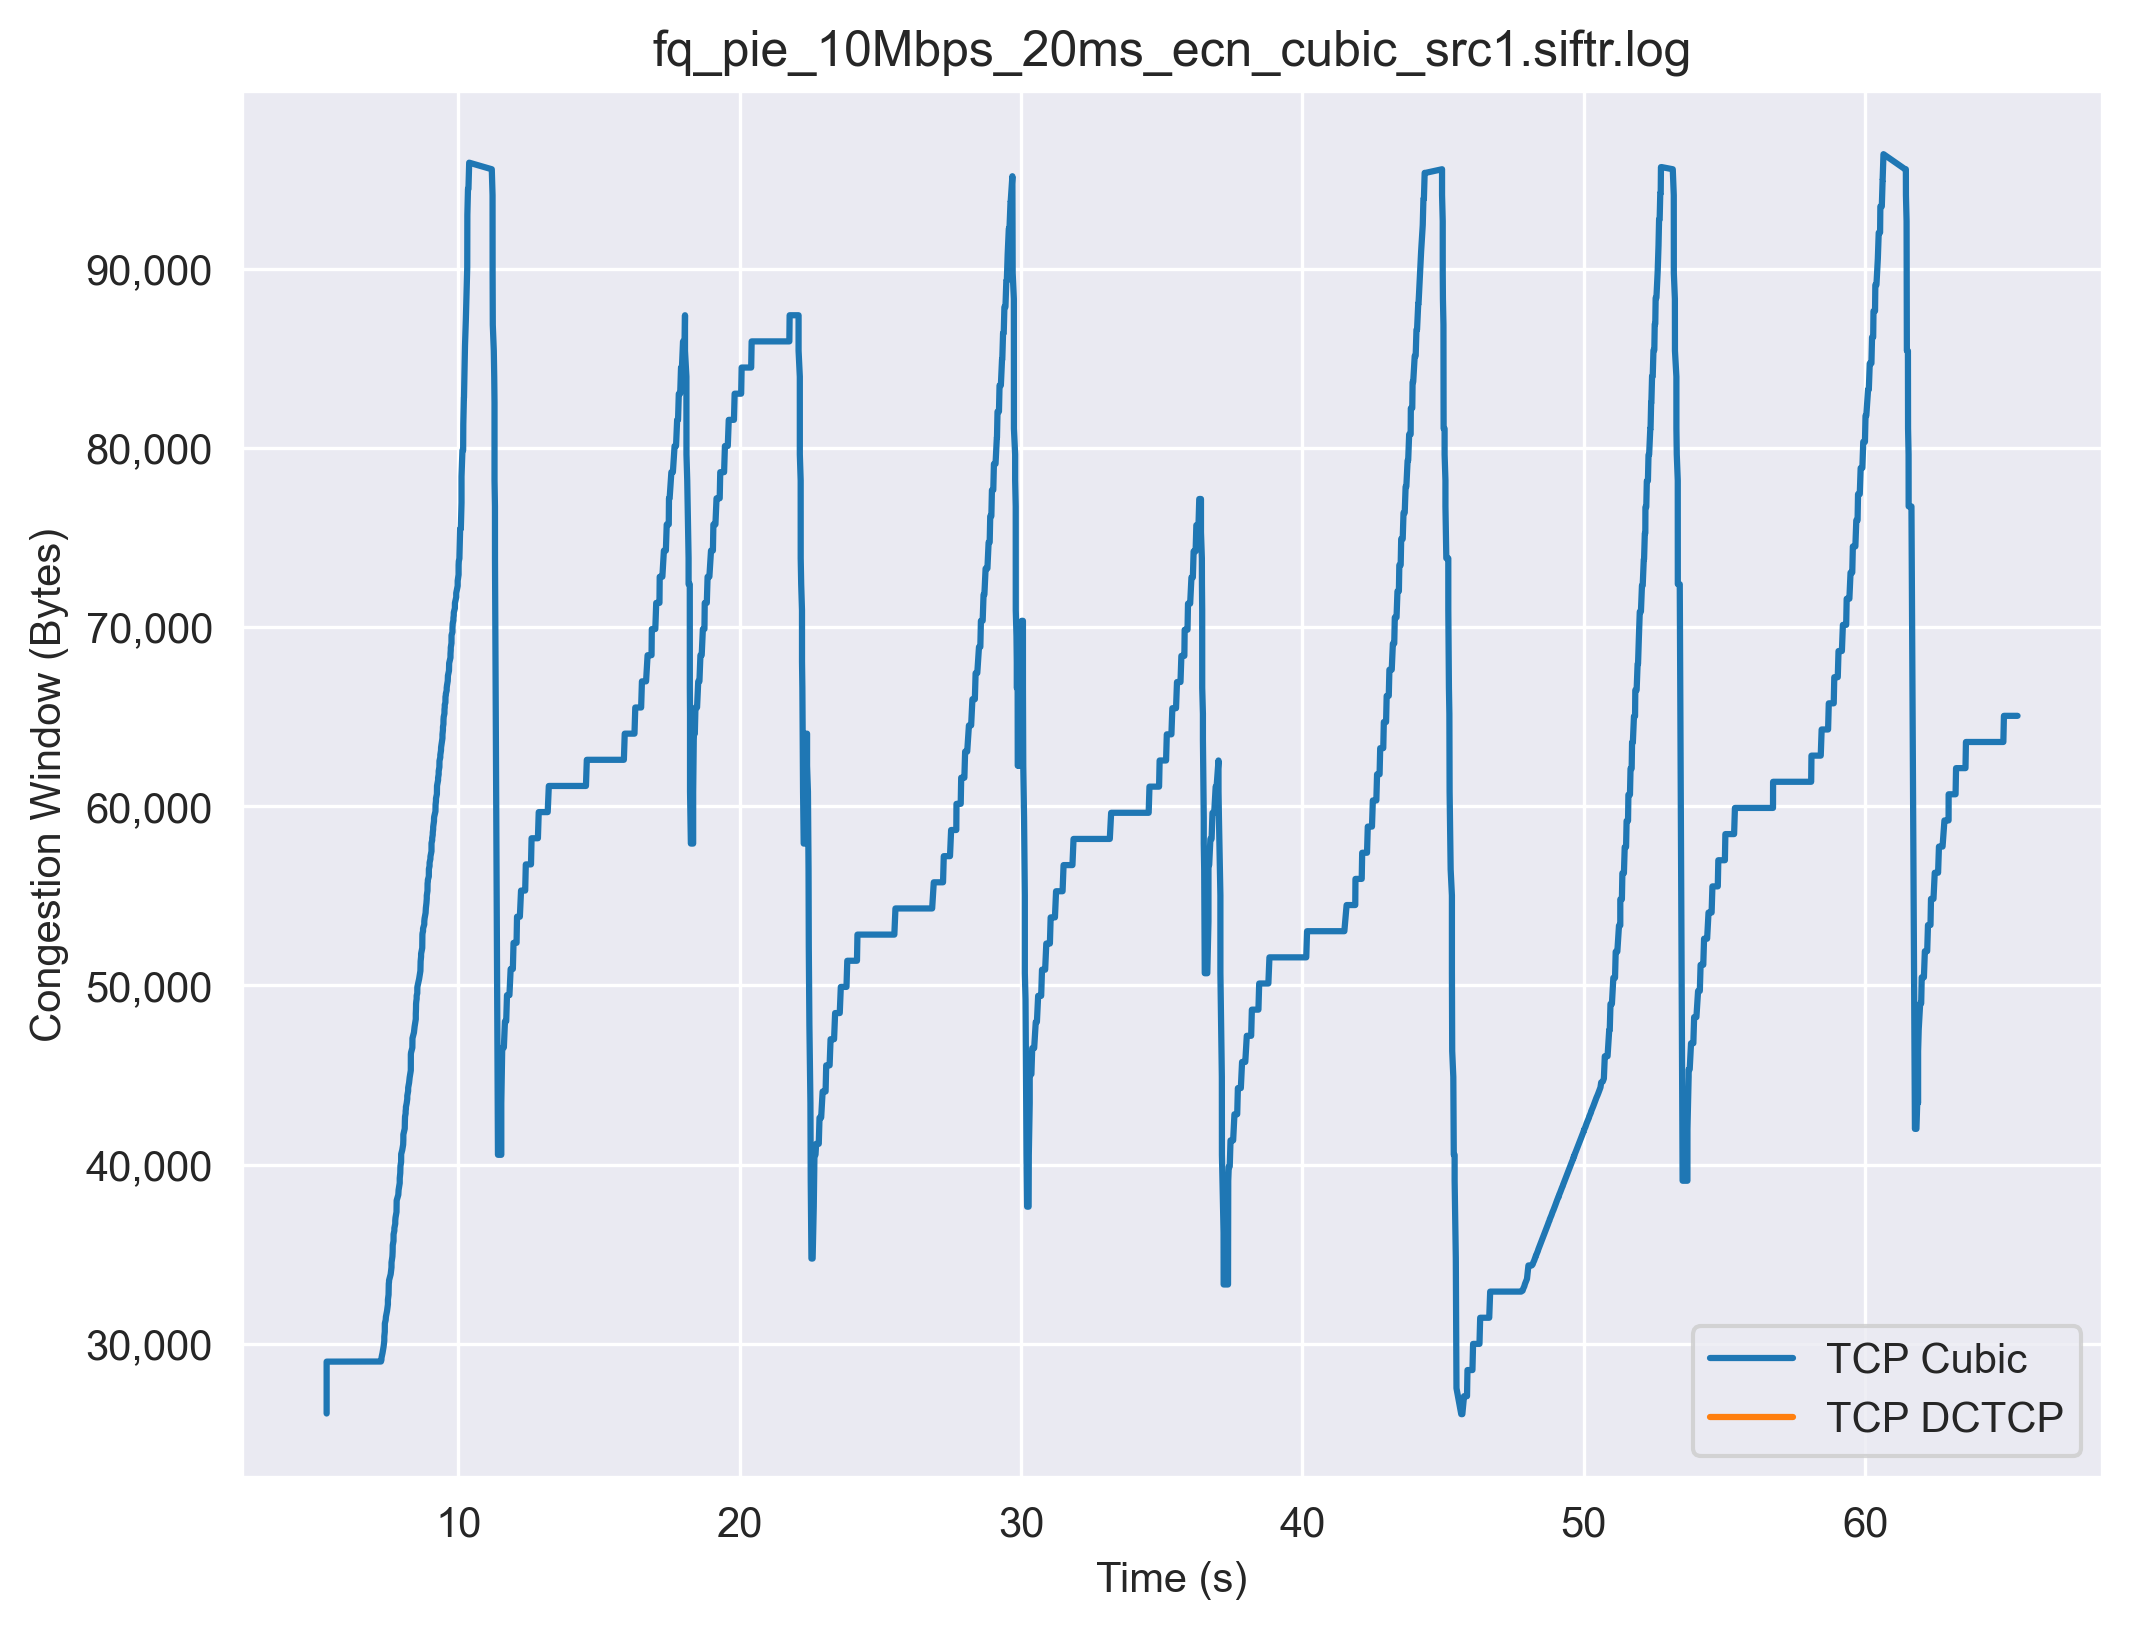 fq_pie_10Mbps_20ms_ecn_cubic_src1.siftr.log
Congestion Window (Bytes)
90,000
80,000
70,000
60,000
50,000
40,000
30,000
10 20 30 40 50 60
Time (s)
TCP Cubic
TCP DCTCP